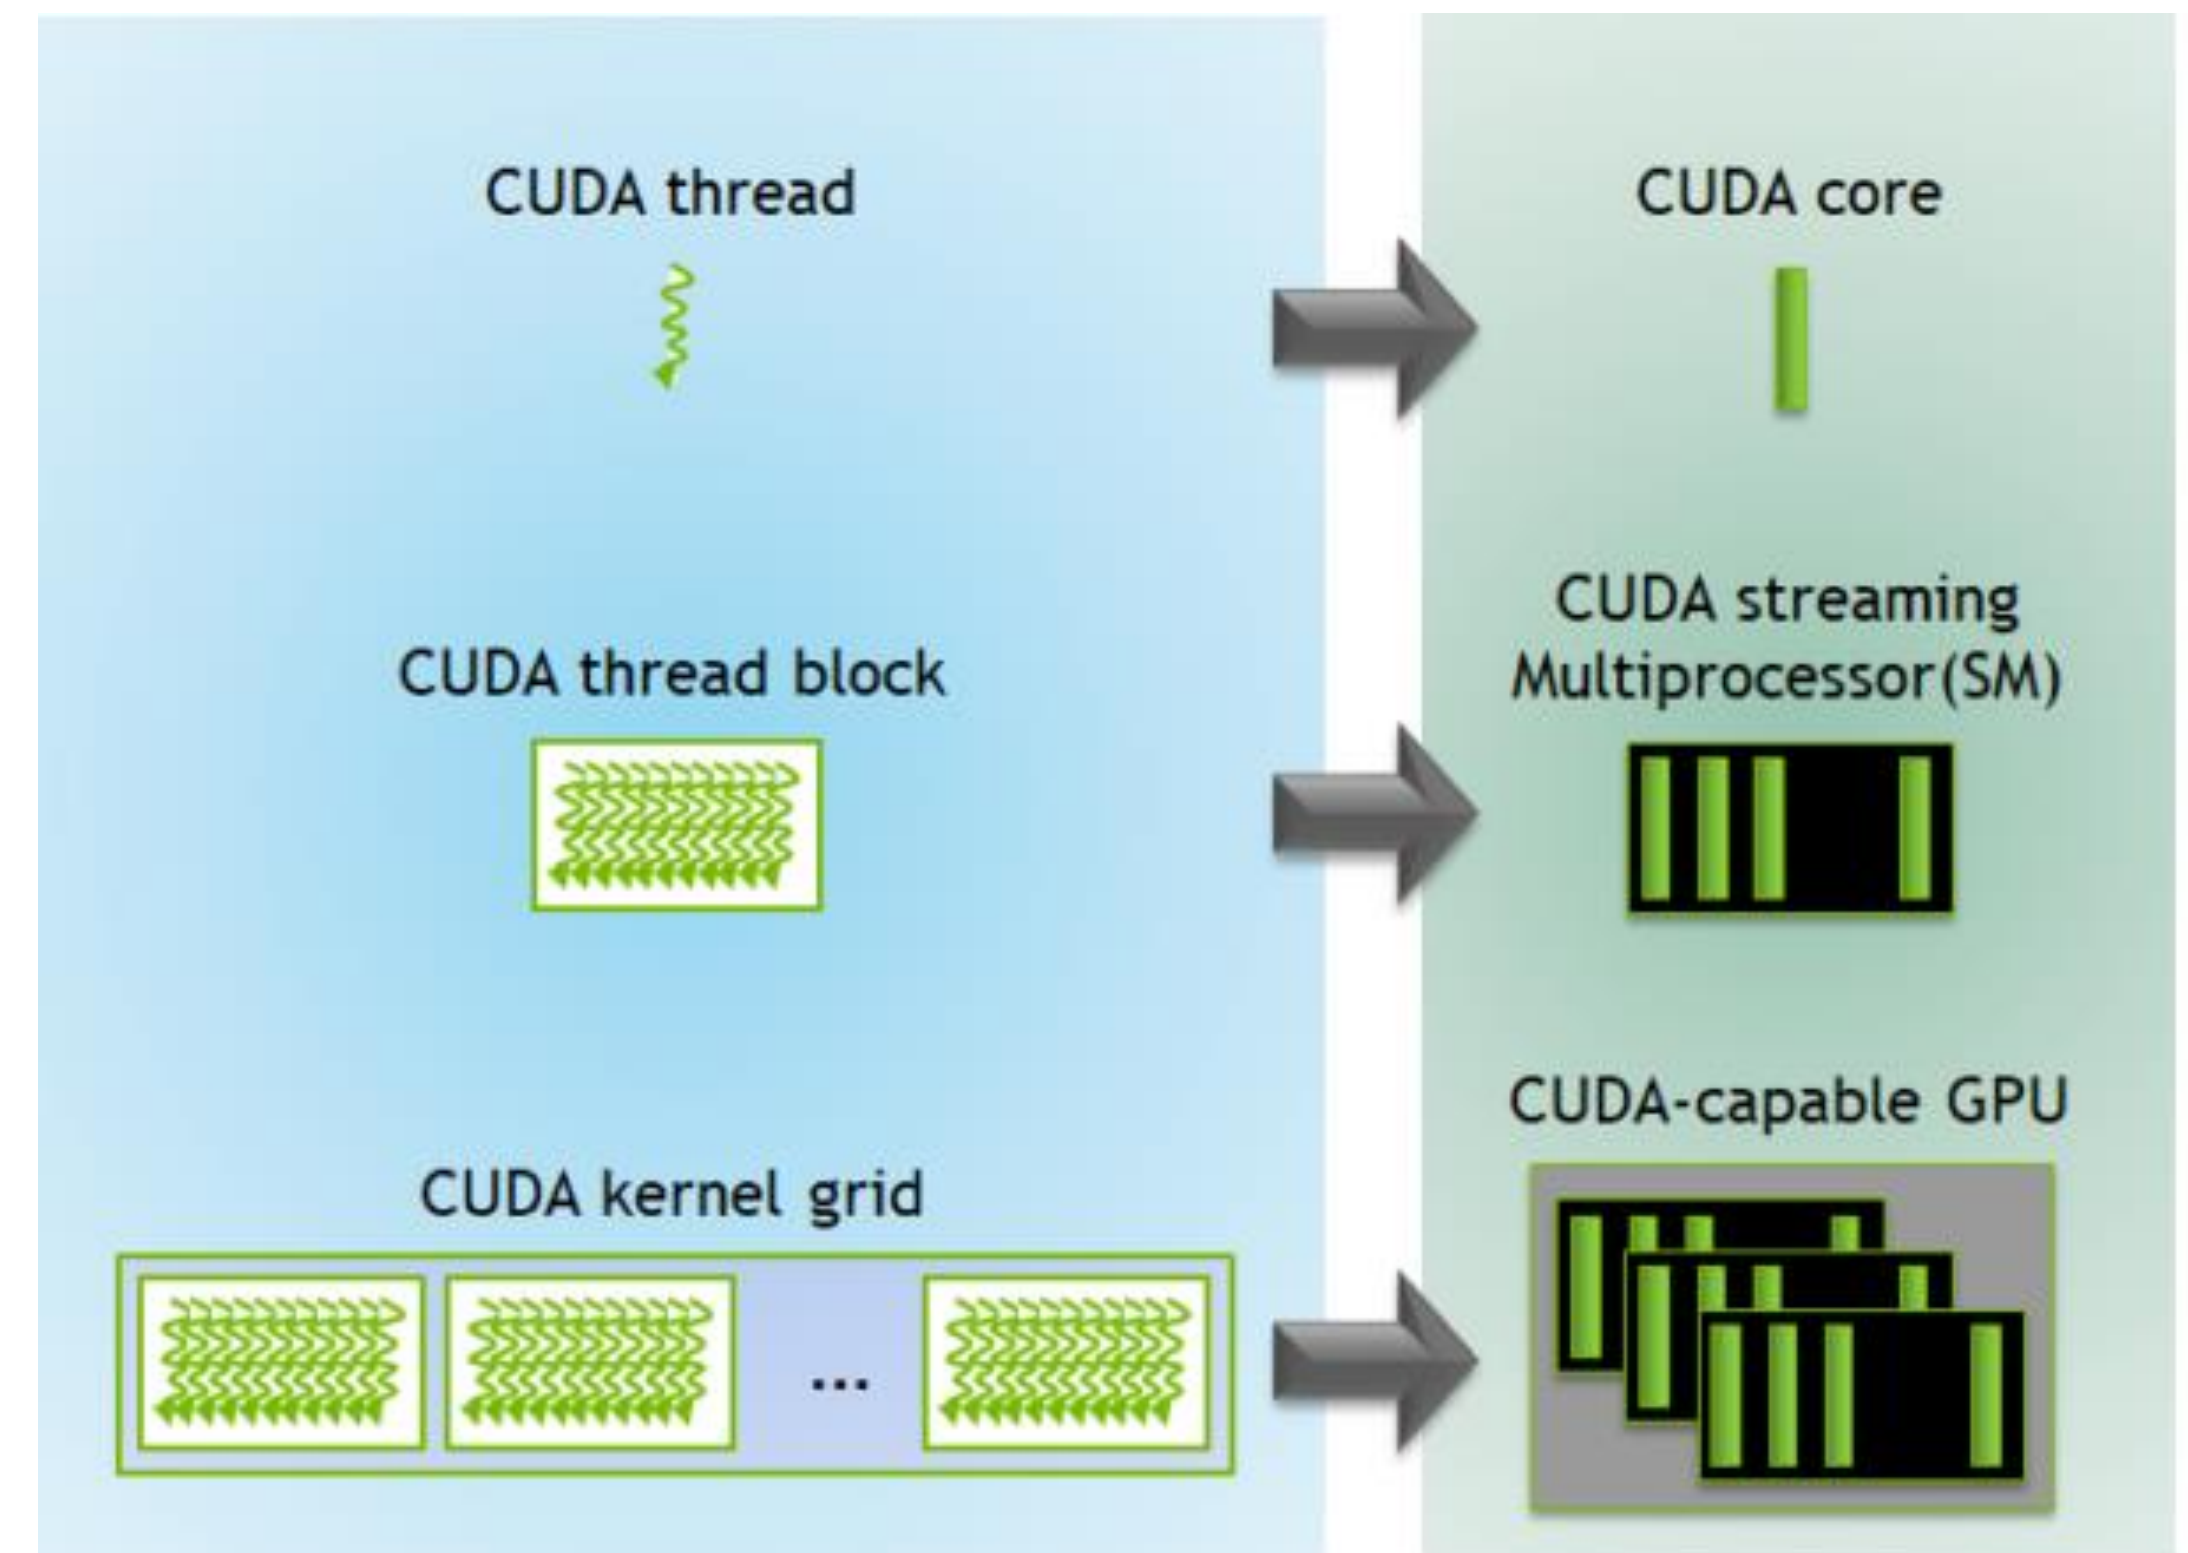 CUDA thread
CUDA core
CUDA thread block
CUDA streaming
Multiprocessor(SM)
CUDA kernel grid
...
CUDA-capable GPU